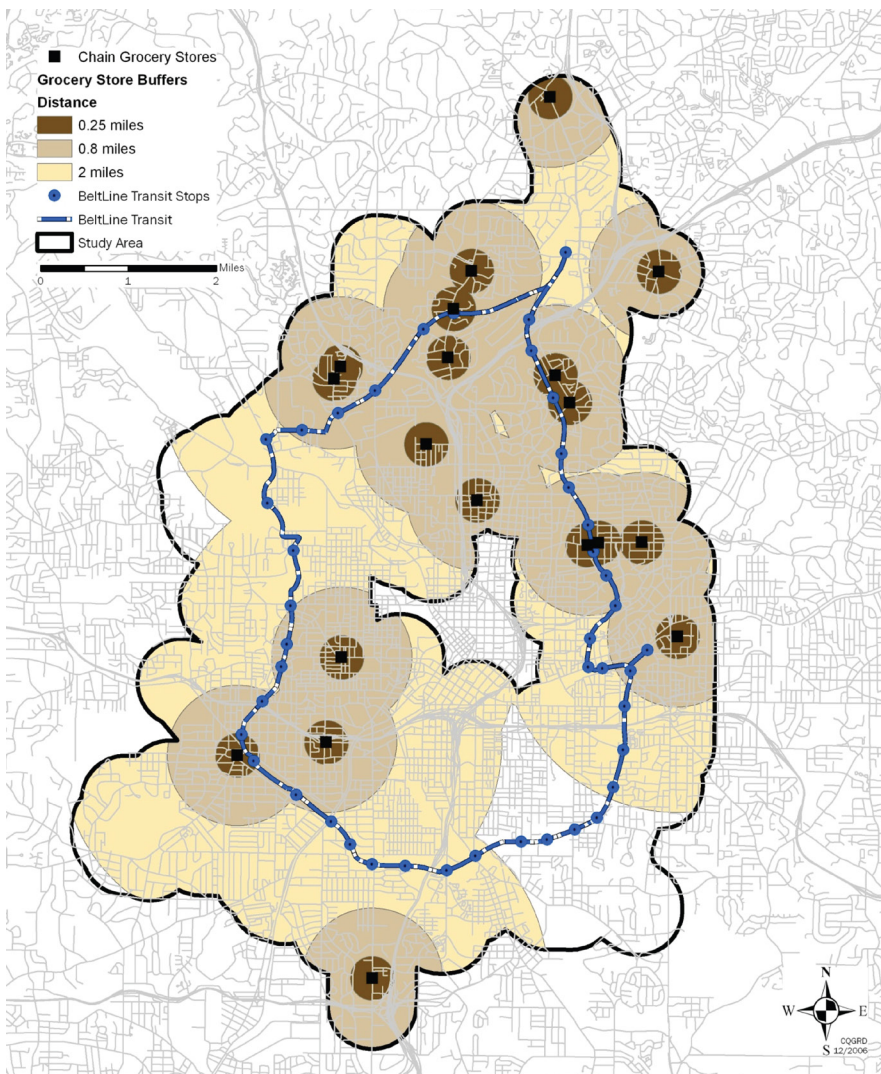 Chain Grocery Stores
Grocery Store Buffers
Distance
0.25 miles
0.8 miles
2 miles
BeltLine Transit Stops
BeltLine Transit
Study Area
Miles
0 1 2
N
W E
S
CQGRD
12/2006